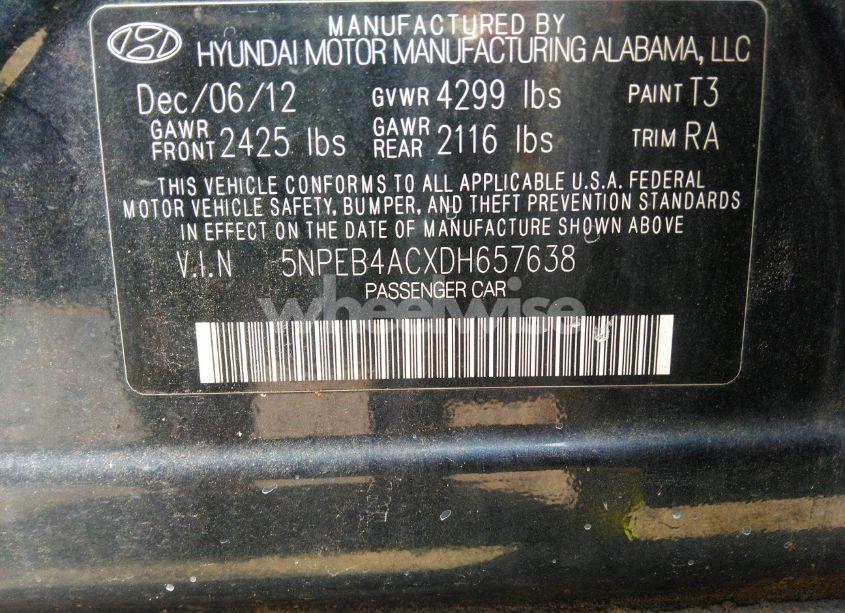 MANUFACTURED BY
HYUNDAI MOTOR MANUFACTURING ALABAMA, LLC
Dec/06/12 GVWR 4299 lbs PAINT T3
GAWR FRONT 2425 lbs GAWR REAR 2116 lbs TRIM RA
THIS VEHICLE CONFORMS TO ALL APPLICABLE U.S.A. FEDERAL
MOTOR VEHICLE SAFETY, BUMPER, AND THEFT PREVENTION STANDARDS
IN EFFECT ON THE DATE OF MANUFACTURE SHOWN ABOVE
V.I.N 5NPEB4ACXDH657638
PASSENGER CAR
wheelwise